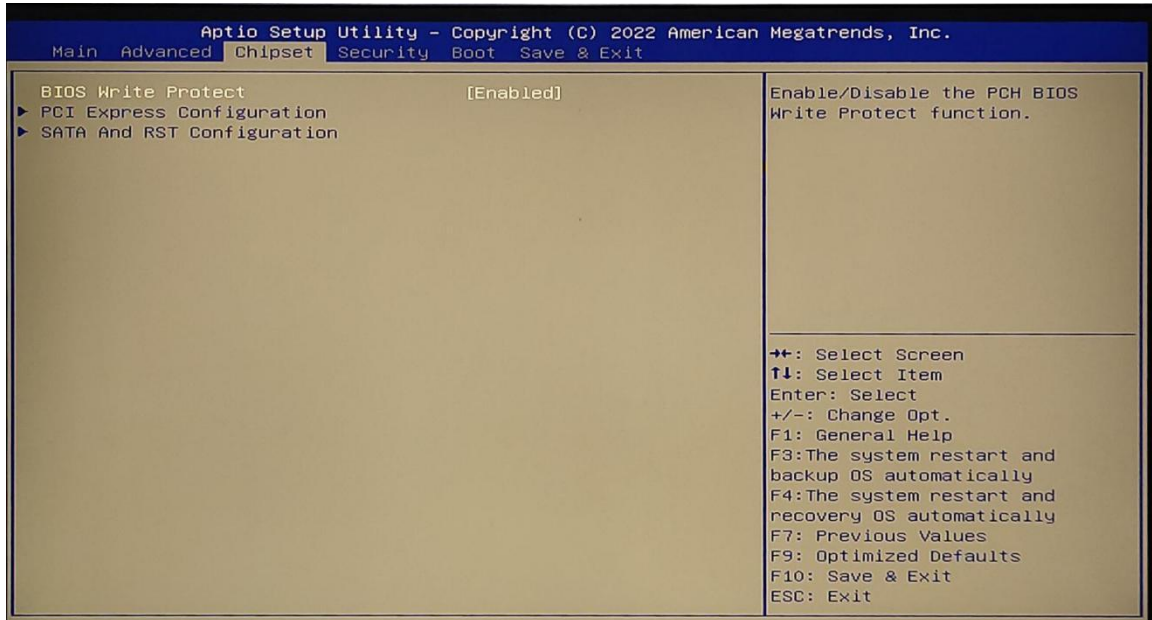 Aptio Setup Utility – Copyright (C) 2022 American Megatrends, Inc.
Main Advanced Chipset Security Boot Save & Exit
BIOS Write Protect [Enabled]
▶ PCI Express Configuration
▶ SATA And RST Configuration
Enable/Disable the PCH BIOS
Write Protect function.
→←: Select Screen
↑↓: Select Item
Enter: Select
+/-: Change Opt.
F1: General Help
F3:The system restart and
backup OS automatically
F4:The system restart and
recovery OS automatically
F7: Previous Values
F9: Optimized Defaults
F10: Save & Exit
ESC: Exit